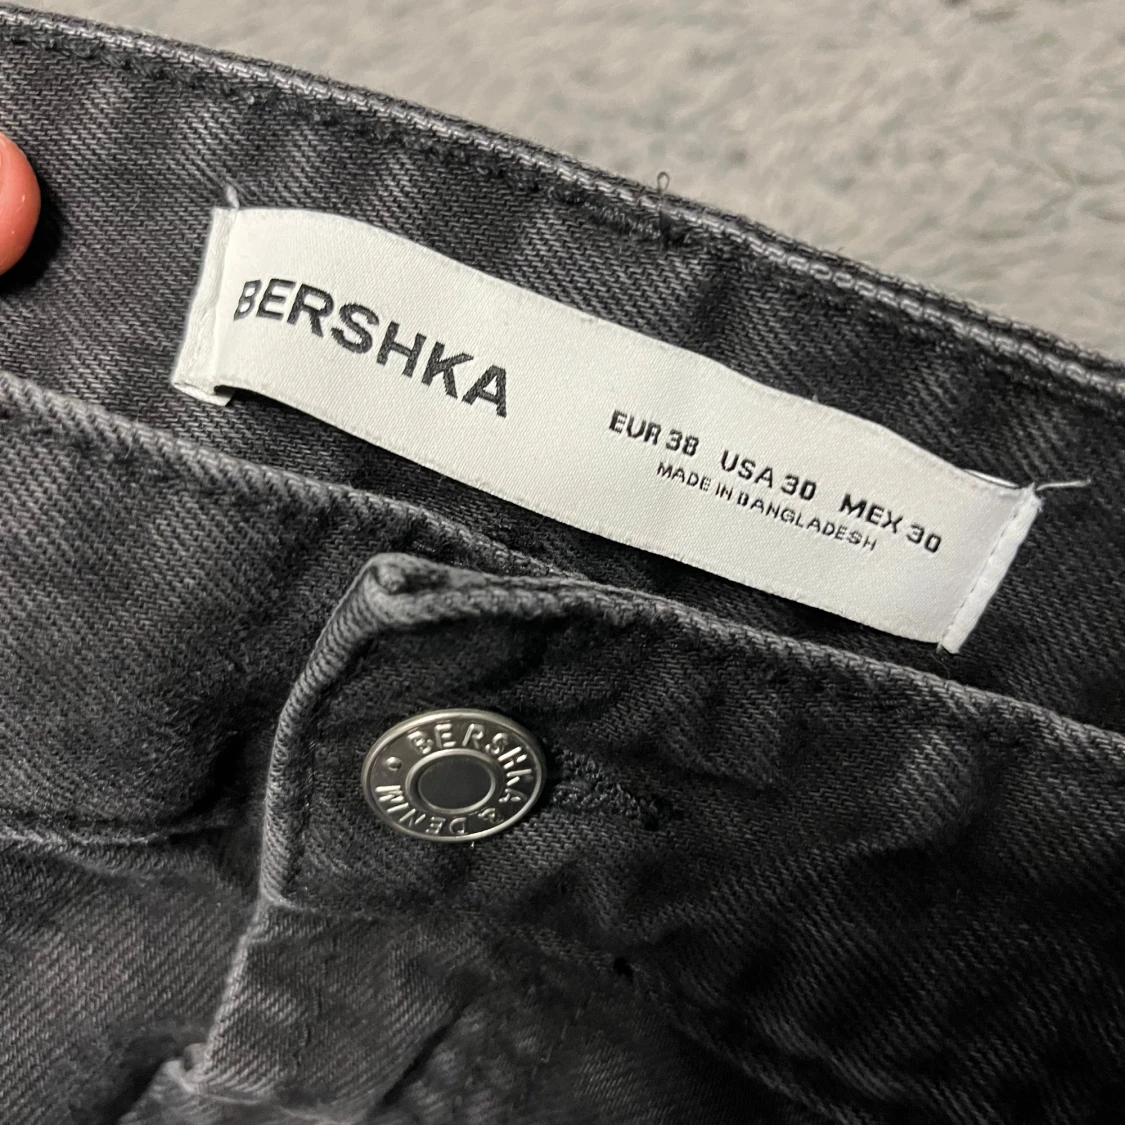 BERSHKA
EUR 38 USA 30 MEX 30
MADE IN BANGLADESH
BERSHKA & DENIM